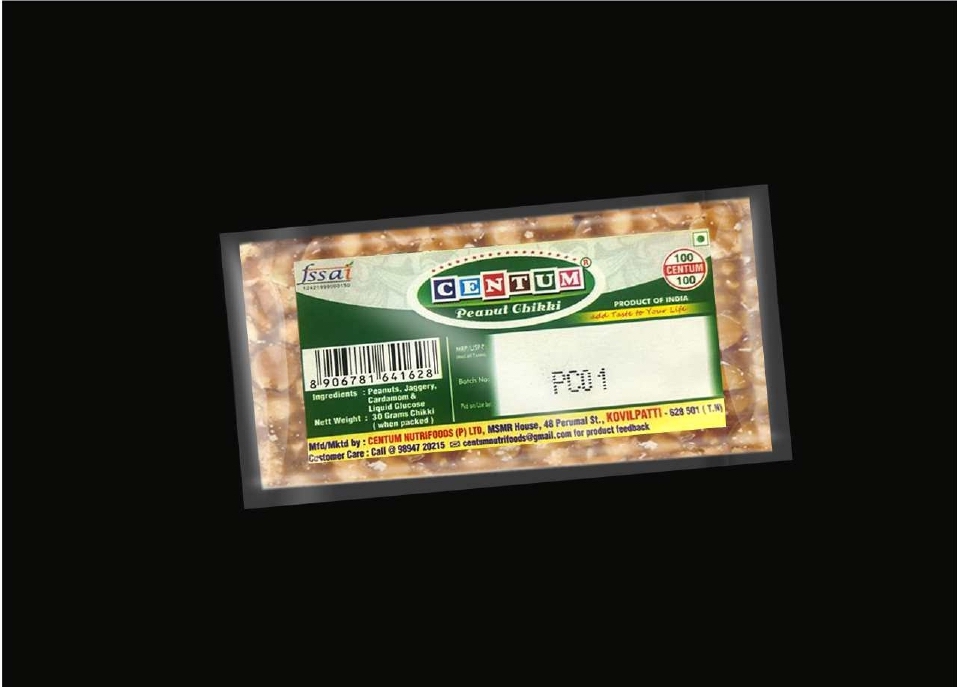 fssai
CENTUM®
Peanut Chikki
100
CENTUM
100
PRODUCT OF INDIA
add Taste to Your Life
8 906781 641628
Ingredients : Peanuts, Jaggery,
Cardamom &
Liquid Glucose
Nett Weight : 30 Grams Chikki
( when packed )
Batch No:
PC01
Mfd/Mktd by : CENTUM NUTRIFOODS (P) LTD, MSMR House, 48 Perumal St., KOVILPATTI - 628 501 ( T.N)
Customer Care : Call @ 98947 20215 ✉ centumnutrifoods@gmail.com for product feedback